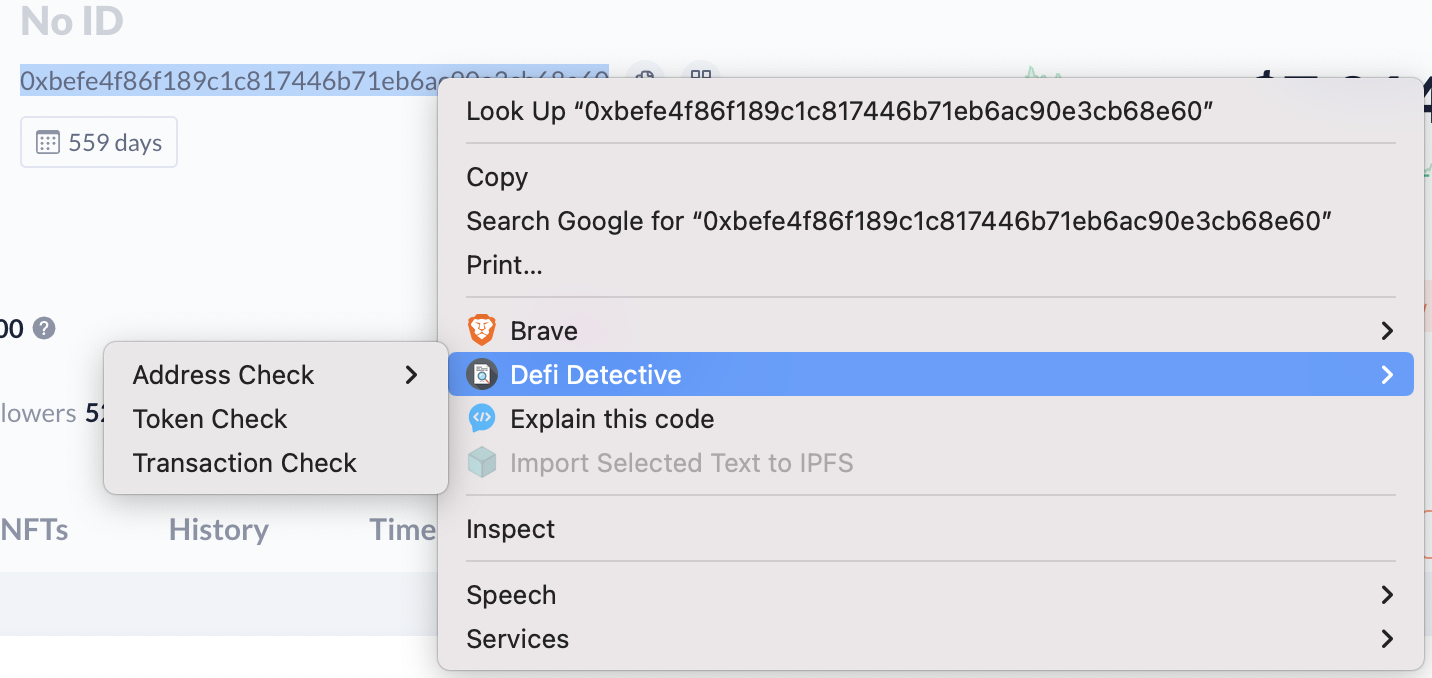 No ID
0xbefe4f86f189c1c817446b71eb6ac90e3cb68e60
559 days
00
lowers 52
NFTs History Time
Look Up “0xbefe4f86f189c1c817446b71eb6ac90e3cb68e60”
Copy
Search Google for “0xbefe4f86f189c1c817446b71eb6ac90e3cb68e60”
Print...
Brave
Defi Detective
Explain this code
Import Selected Text to IPFS
Inspect
Speech
Services
Address Check
Token Check
Transaction Check